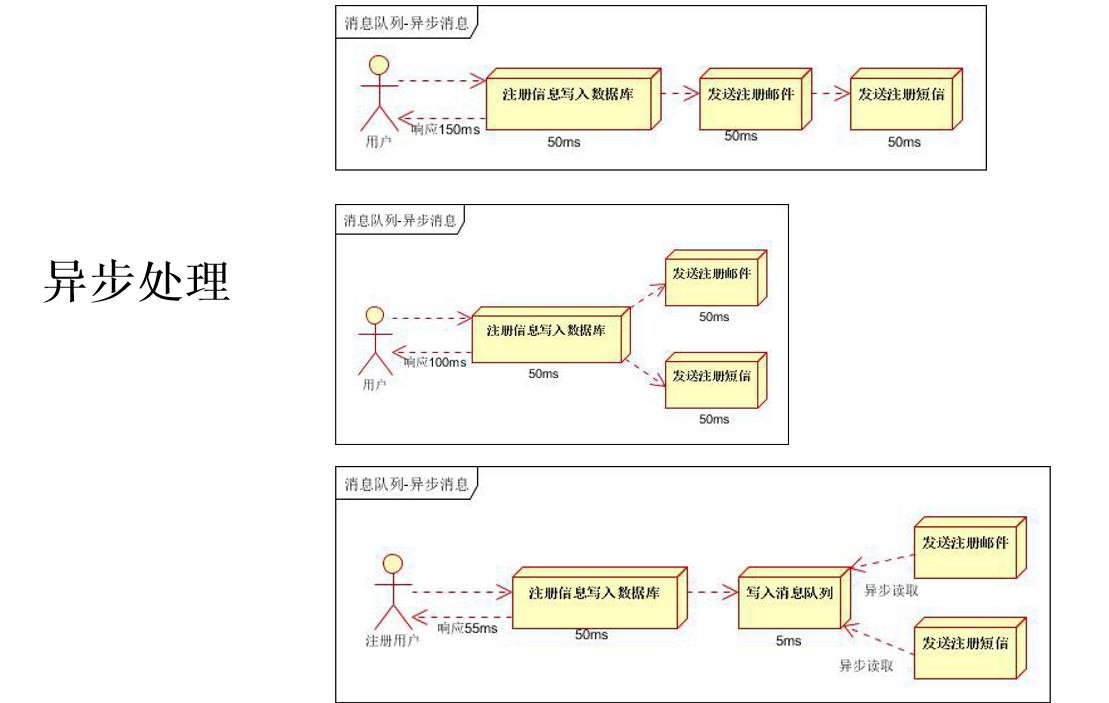 消息队列-异步消息
注册信息写入数据库
发送注册邮件
发送注册短信
响应150ms
用户
50ms
50ms
50ms
异步处理
消息队列-异步消息
发送注册邮件
50ms
注册信息写入数据库
响应100ms
用户
50ms
发送注册短信
50ms
消息队列-异步消息
发送注册邮件
注册信息写入数据库
写入消息队列
异步读取
响应55ms
注册用户
50ms
5ms
发送注册短信
异步读取